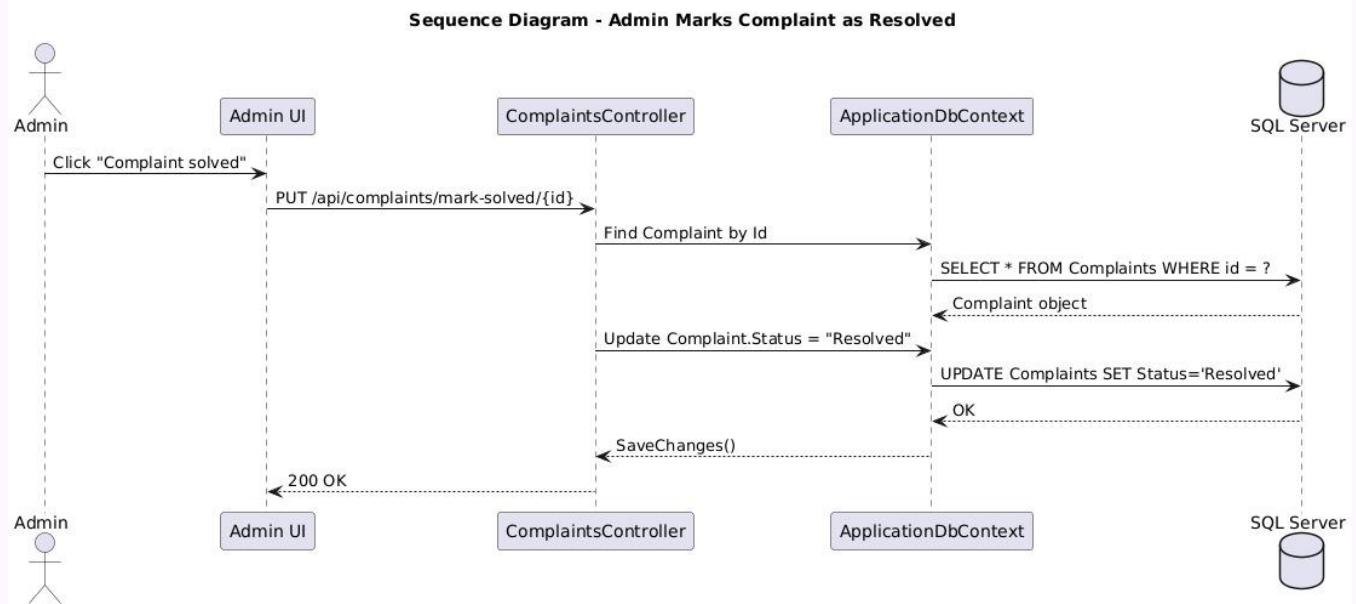 Sequence Diagram - Admin Marks Complaint as Resolved
Admin
Admin UI
ComplaintsController
ApplicationDbContext
SQL Server
Click "Complaint solved"
PUT /api/complaints/mark-solved/{id}
Find Complaint by Id
SELECT * FROM Complaints WHERE id = ?
Complaint object
Update Complaint.Status = "Resolved"
UPDATE Complaints SET Status='Resolved'
OK
SaveChanges()
200 OK
Admin
Admin UI
ComplaintsController
ApplicationDbContext
SQL Server